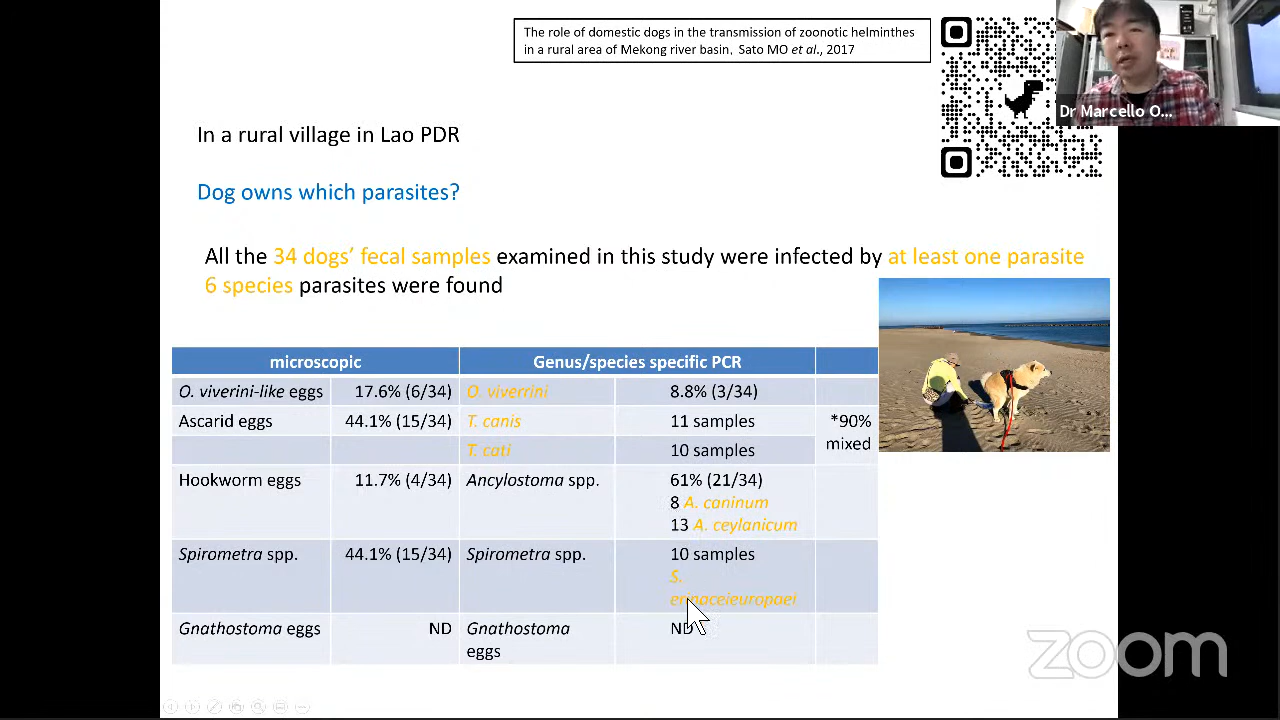 The role of domestic dogs in the transmission of zoonotic helminthes
in a rural area of Mekong river basin, Sato MO et al., 2017
Dr Marcello O...
In a rural village in Lao PDR
Dog owns which parasites?
All the 34 dogs' fecal samples examined in this study were infected by at least one parasite
6 species parasites were found
microscopic Genus/species specific PCR
O. viverini-like eggs 17.6% (6/34) O. viverrini 8.8% (3/34)
Ascarid eggs 44.1% (15/34) T. canis 11 samples *90%
mixed
T. cati 10 samples
Hookworm eggs 11.7% (4/34) Ancylostoma spp. 61% (21/34)
8 A. caninum
13 A. ceylanicum
Spirometra spp. 44.1% (15/34) Spirometra spp. 10 samples
S.
erinaceieuropaei
Gnathostoma eggs ND Gnathostoma ND
eggs
zoom